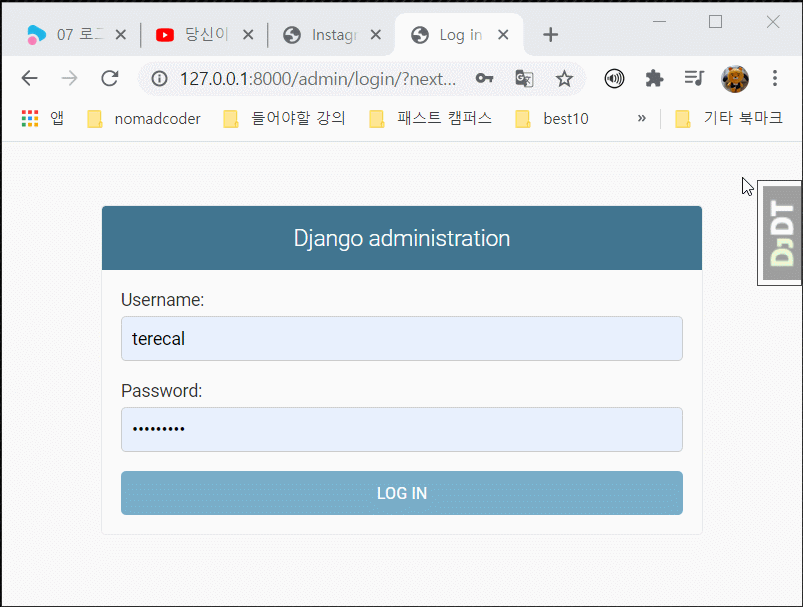 07 로그
당신이
Instagr
Log in
127.0.0.1:8000/admin/login/?next...
앱
nomadcoder
들어야할 강의
패스트 캠퍼스
best10
»
기타 북마크
DjDT
Django administration
Username:
terecal
Password:
•••••••••
LOG IN